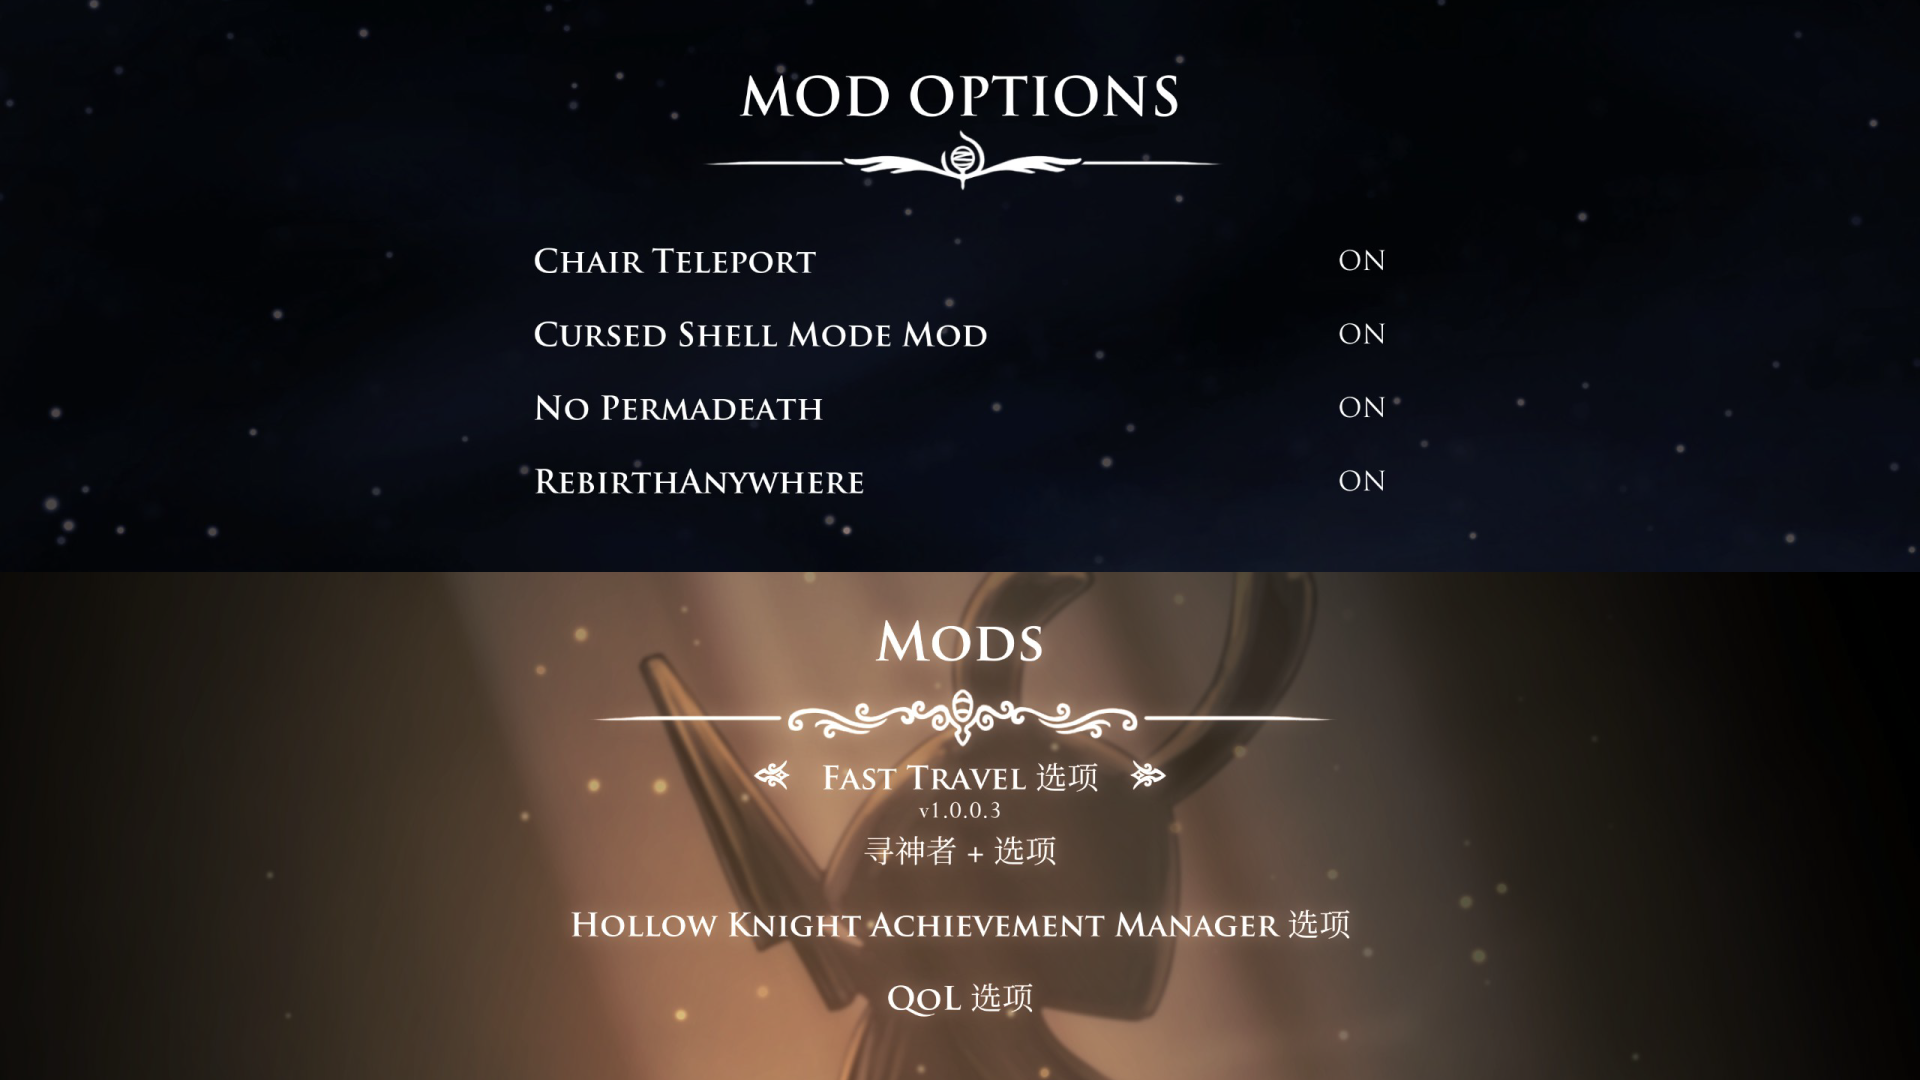 MOD OPTIONS
CHAIR TELEPORT ON
CURSED SHELL MODE MOD ON
NO PERMADEATH ON
REBIRTHANYWHERE ON
MODS
FAST TRAVEL 选项
v1.0.0.3
寻神者 + 选项
HOLLOW KNIGHT ACHIEVEMENT MANAGER 选项
QOL 选项